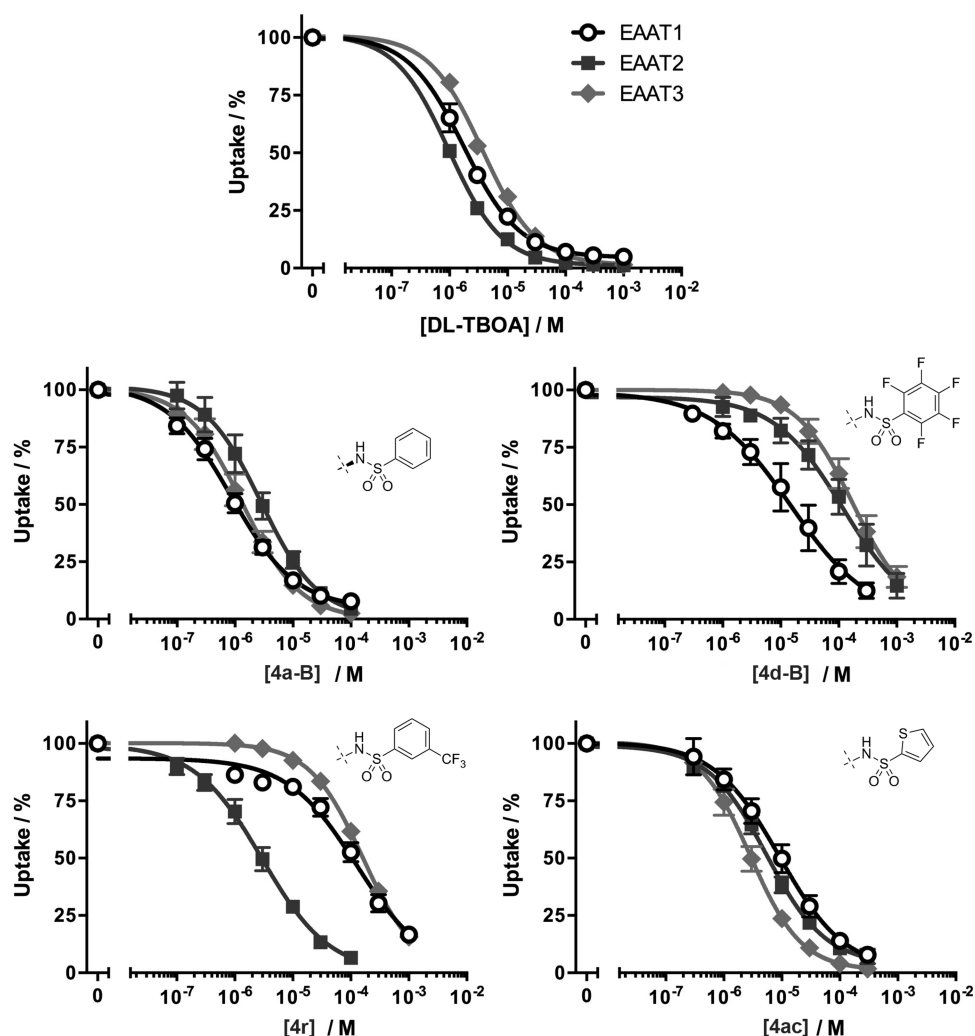 EAAT1
EAAT2
EAAT3
Uptake / %
100
75
50
25
0
0 10-7 10-6 10-5 10-4 10-3 10-2
[DL-TBOA] / M
Uptake / %
100
75
50
25
0
H
N
S
O O
0 10-7 10-6 10-5 10-4 10-3 10-2
[4a-B] / M
Uptake / %
100
75
50
25
0
F
F F
H
N
S F
O O F
0 10-7 10-6 10-5 10-4 10-3 10-2
[4d-B] / M
Uptake / %
100
75
50
25
0
H
N
S CF3
O O
0 10-7 10-6 10-5 10-4 10-3 10-2
[4r] / M
Uptake / %
100
75
50
25
0
H S
N
S
O O
0 10-7 10-6 10-5 10-4 10-3 10-2
[4ac] / M